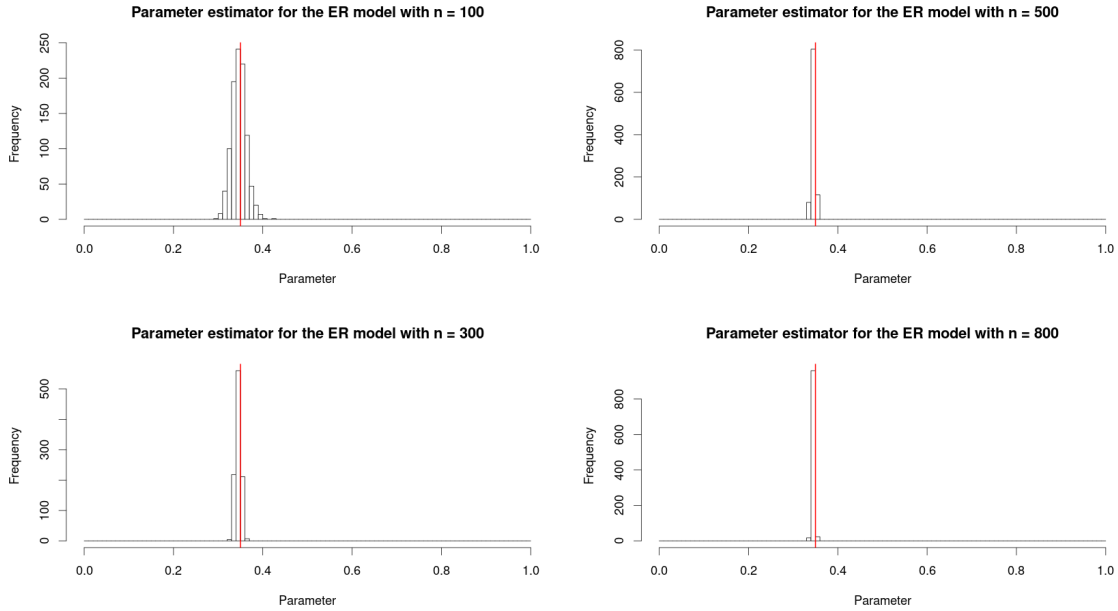 Parameter estimator for the ER model with n = 100
Frequency
250
200
150
100
50
0
0.0 0.2 0.4 0.6 0.8 1.0
Parameter
Parameter estimator for the ER model with n = 500
Frequency
800
600
400
200
0
0.0 0.2 0.4 0.6 0.8 1.0
Parameter
Parameter estimator for the ER model with n = 300
Frequency
500
300
100
0
0.0 0.2 0.4 0.6 0.8 1.0
Parameter
Parameter estimator for the ER model with n = 800
Frequency
800
600
400
200
0
0.0 0.2 0.4 0.6 0.8 1.0
Parameter